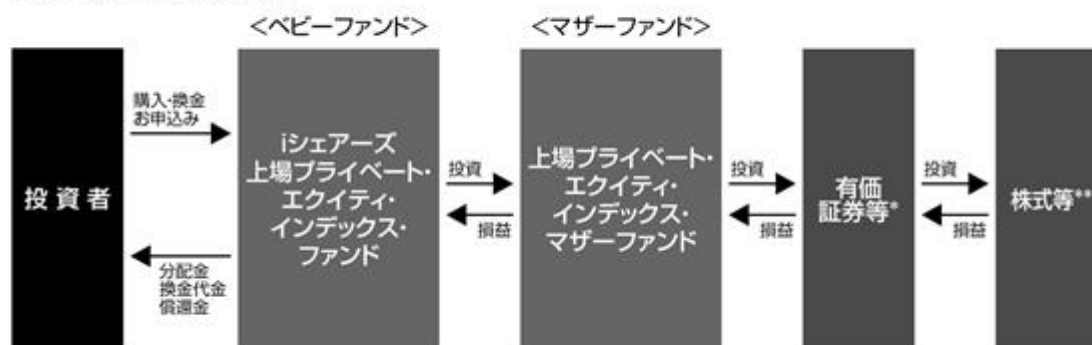 <ベビーファンド>
<マザーファンド>
投資者
購入・換金
お申込み
分配金
換金代金
償還金
iシェアーズ
上場プライベート・
エクイティ・
インデックス・
ファンド
投資
損益
上場プライベート・
エクイティ・
インデックス・
マザーファンド
投資
損益
有価
証券等*
投資
損益
株式等**